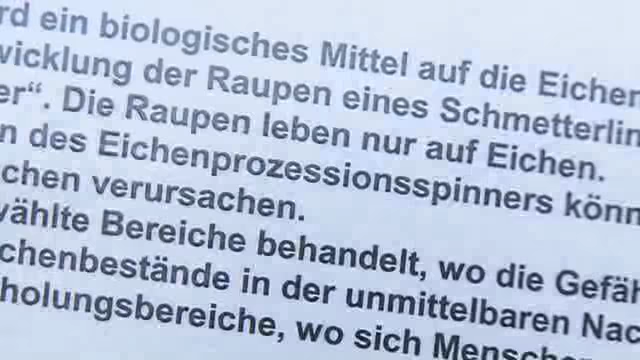 rd ein biologisches Mittel auf die Eichen
wicklung der Raupen eines Schmetterlin
er“. Die Raupen leben nur auf Eichen.
n des Eichenprozessionsspinners könn
chen verursachen.
wählte Bereiche behandelt, wo die Gefäh
chenbestände in der unmittelbaren Nac
holungsbereiche, wo sich Menschen